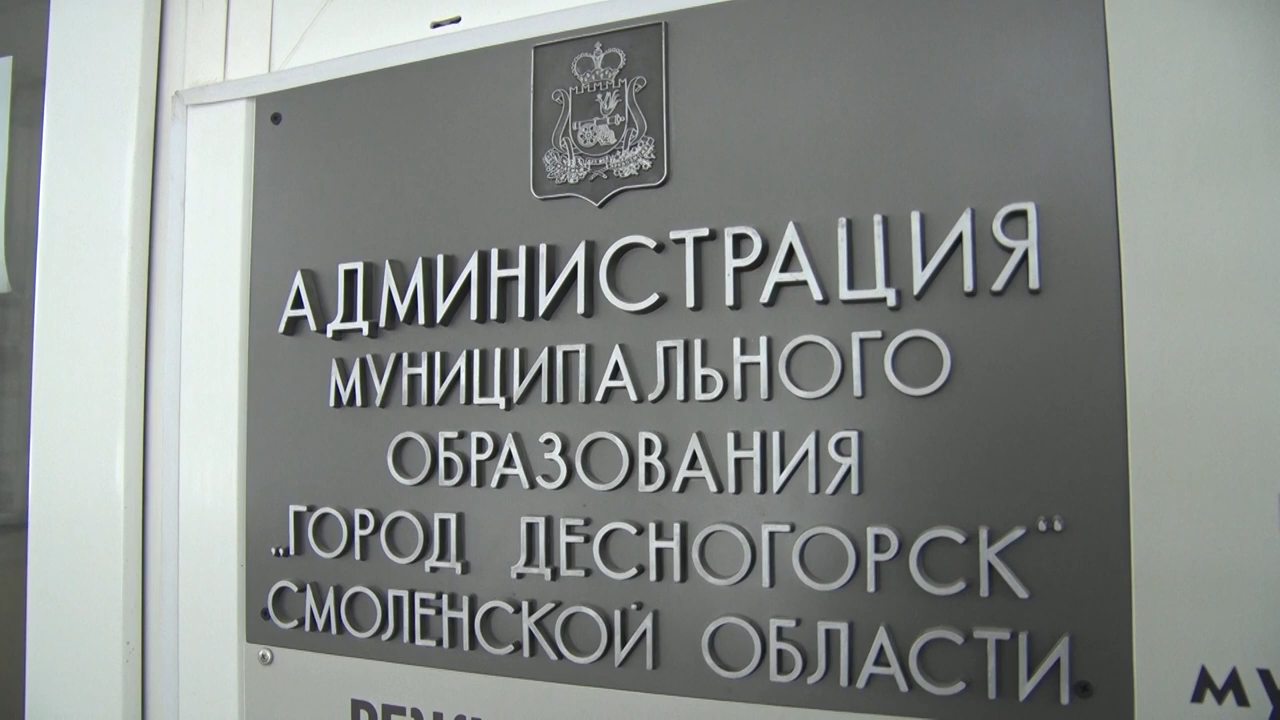 АДМИНИСТРАЦИЯ
МУНИЦИПАЛЬНОГО
ОБРАЗОВАНИЯ
„ГОРОД ДЕСНОГОРСК“
СМОЛЕНСКОЙ ОБЛАСТИ